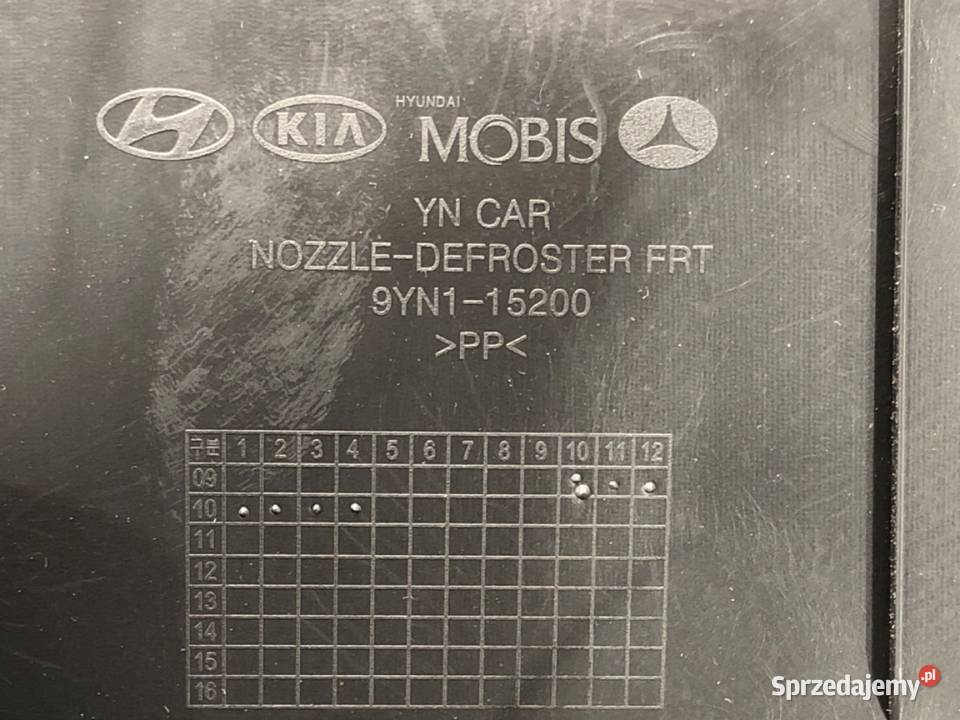 KIA HYUNDAI MOBIS
YN CAR
NOZZLE-DEFROSTER FRT
9YN1-15200
>PP<
구분 1 2 3 4 5 6 7 8 9 10 11 12
09
10
11
12
13
14
15
16
Sprzedajemy.pl